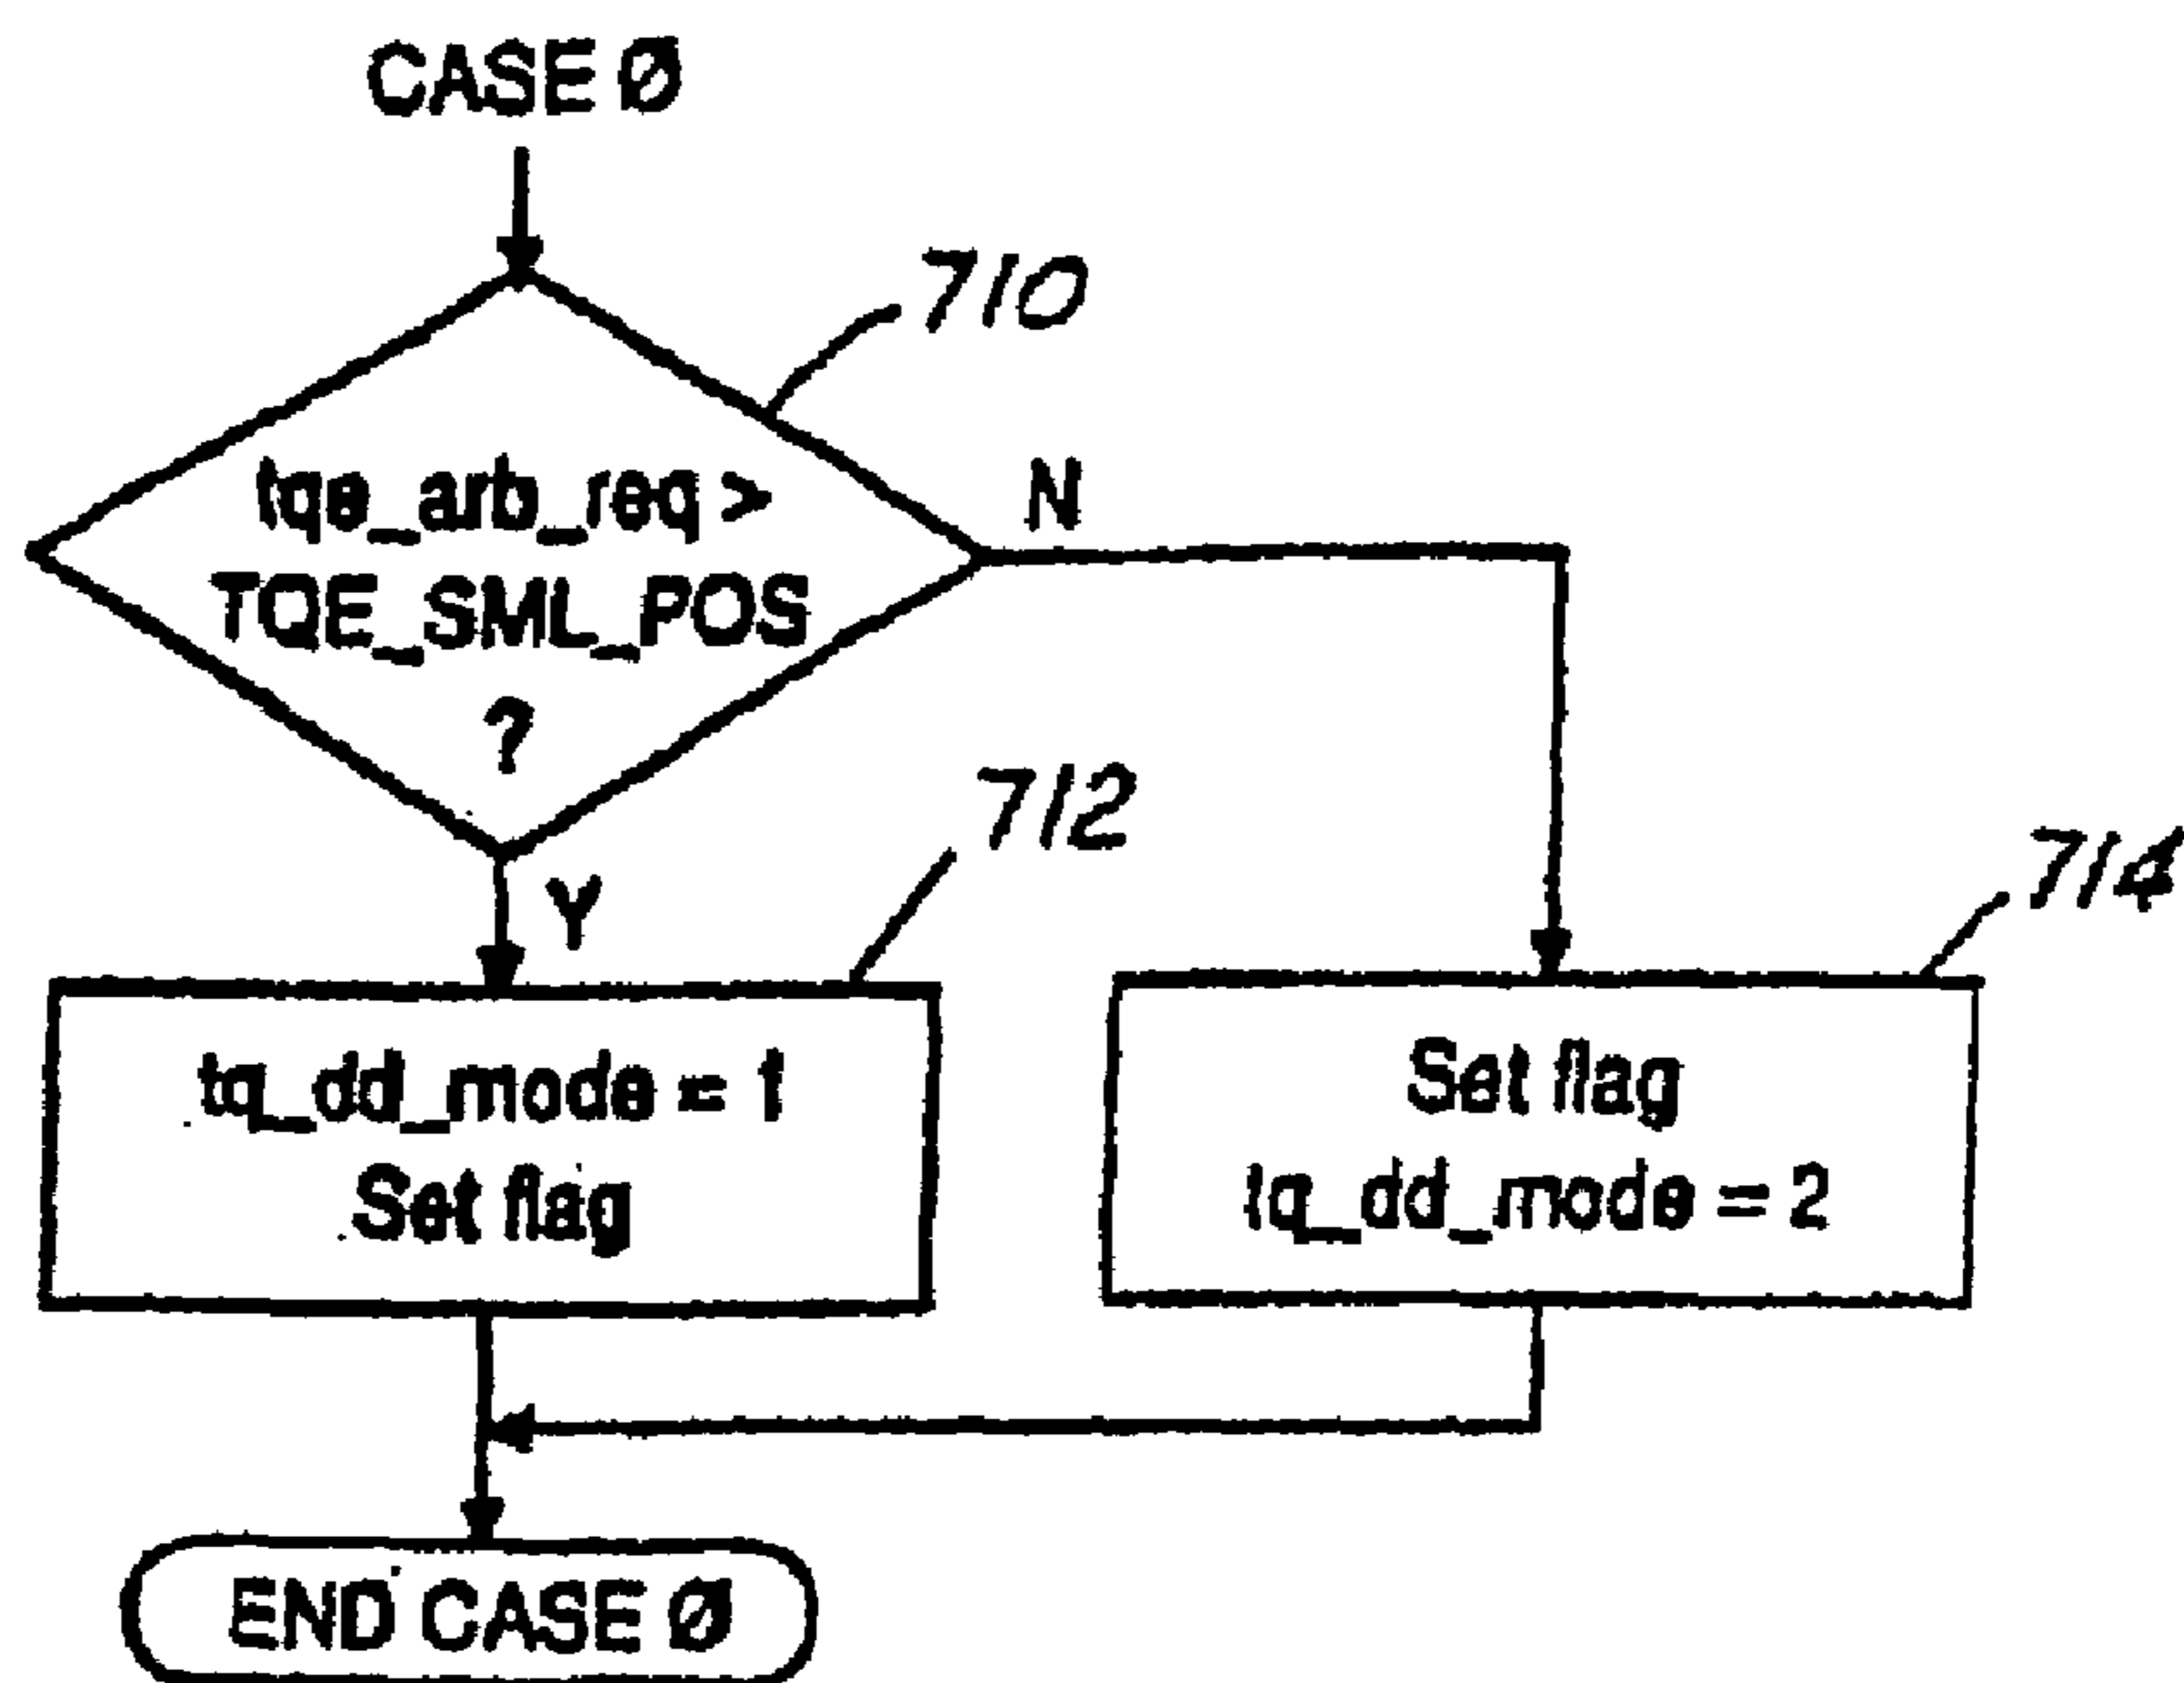 CASE Ø
710
tqe_arb_req >
N
TQE_SML_POS
?
712
Y
714
tq_dd_mode = 1
Set flag
Set flag
tq_dd_mode = 2
END CASE Ø